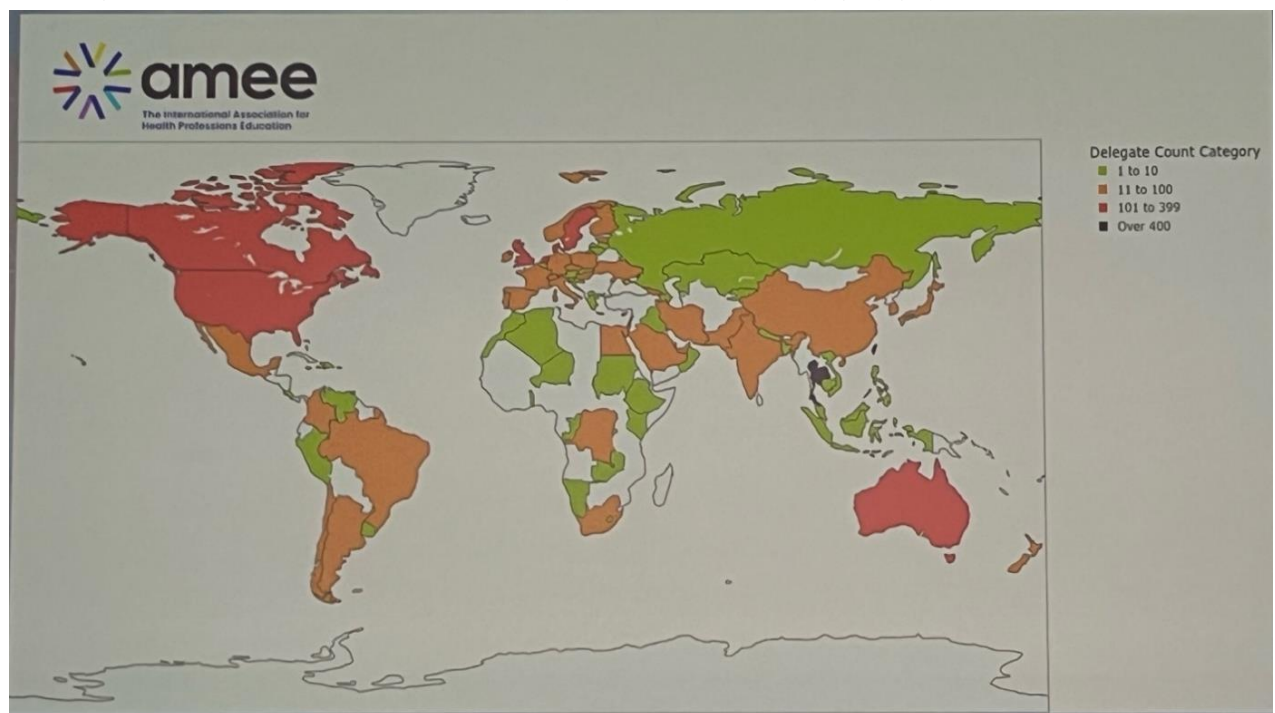 amee
The International Association for
Health Professions Education
Delegate Count Category
1 to 10
11 to 100
101 to 399
Over 400